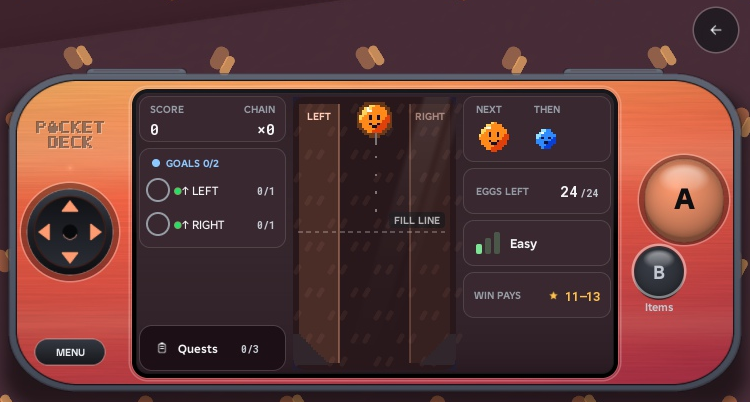 POCKET
DECK
MENU
SCORE
CHAIN
0
×0
GOALS 0/2
↑ LEFT
0/1
↑ RIGHT
0/1
Quests
0/3
LEFT
RIGHT
FILL LINE
NEXT
THEN
EGGS LEFT
24 /24
Easy
WIN PAYS
★ 11–13
A
B
Items